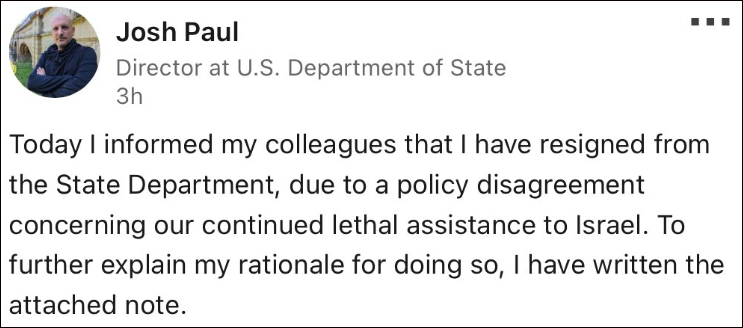 Josh Paul
Director at U.S. Department of State
3h
Today I informed my colleagues that I have resigned from
the State Department, due to a policy disagreement
concerning our continued lethal assistance to Israel. To
further explain my rationale for doing so, I have written the
attached note.